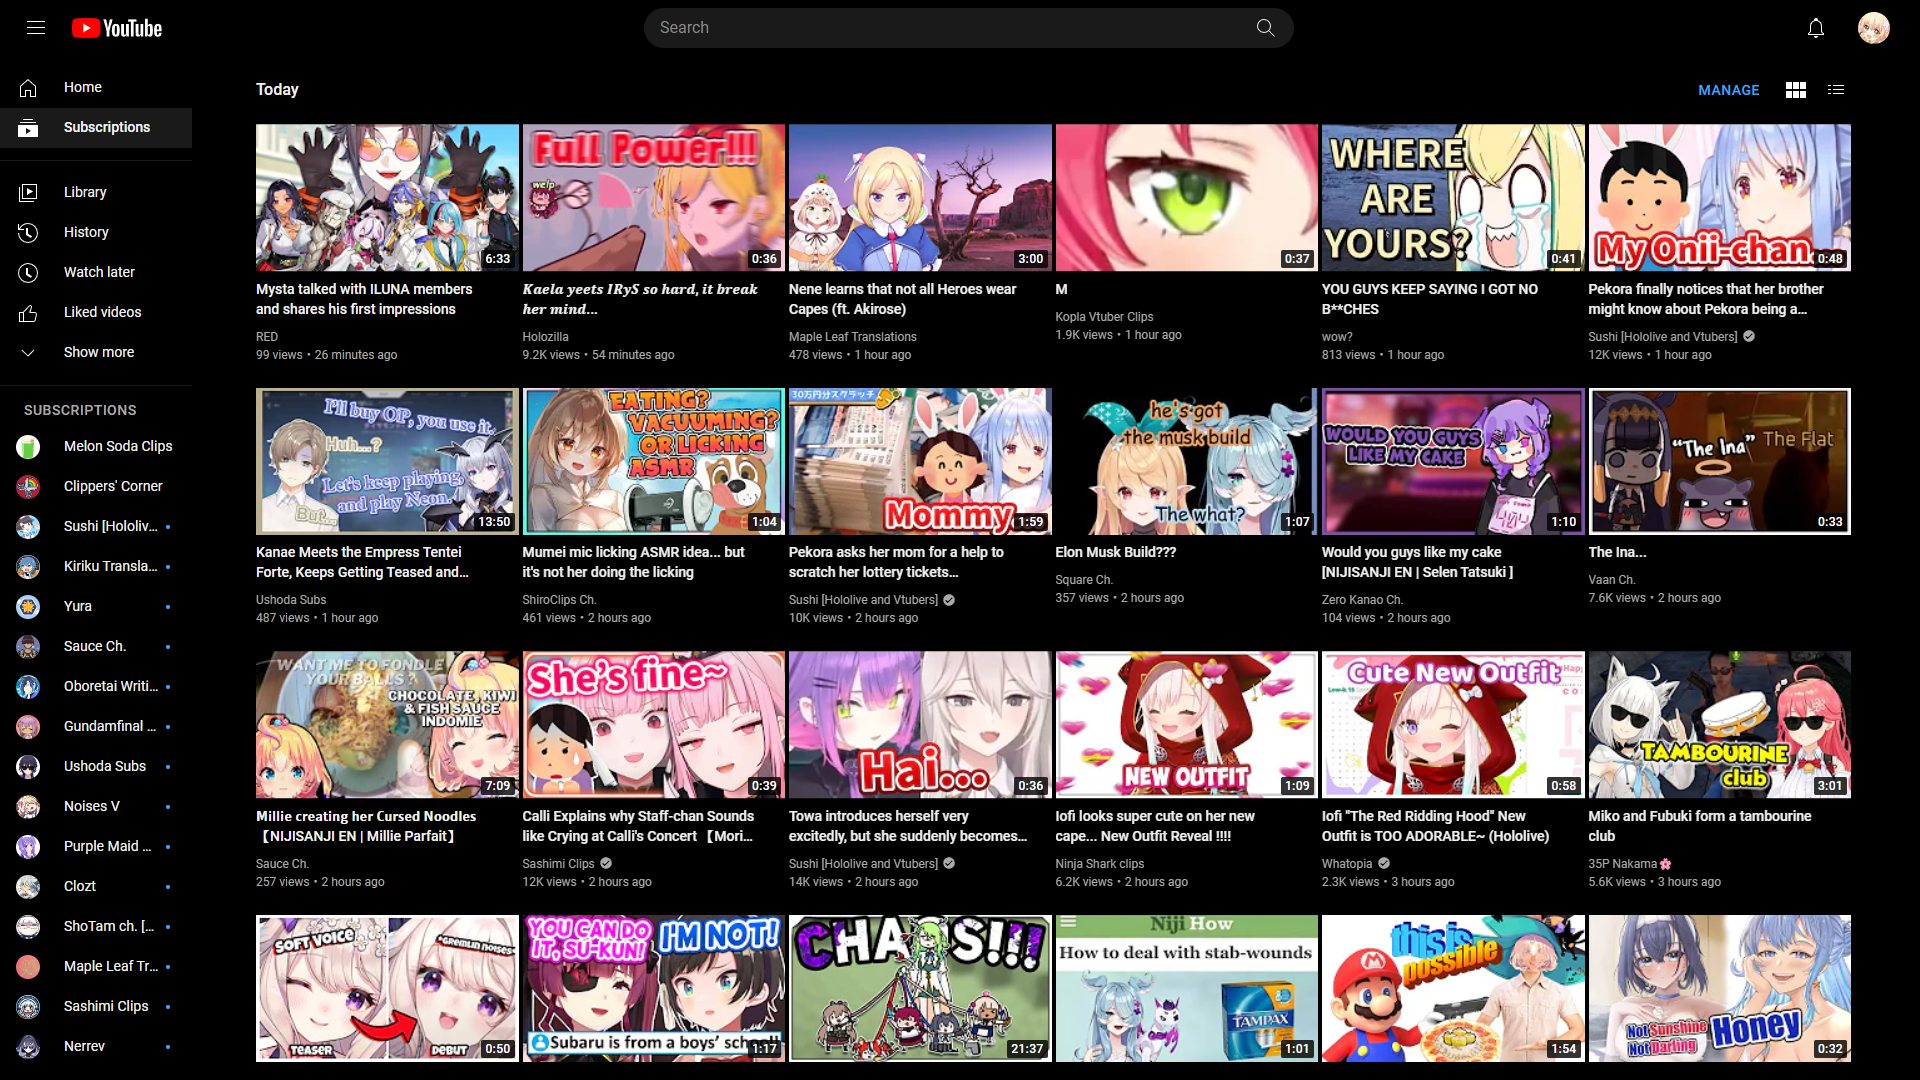 YouTube
Search
Home
Subscriptions
Library
History
Watch later
Liked videos
Show more
SUBSCRIPTIONS
Melon Soda Clips
Clippers' Corner
Sushi [Hololiv...
Kiriku Transla...
Yura
Sauce Ch.
Oboretai Writi...
Gundamfinal ...
Ushoda Subs
Noises V
Purple Maid ...
Clozt
ShoTam ch. [...
Maple Leaf Tr...
Sashimi Clips
Nerrev
Today
MANAGE
6:33
Full Power!!!
welp
0:36
3:00
0:37
WHERE
ARE
YOURS?
0:41
My Onii-chan
0:48
Mysta talked with ILUNA members
and shares his first impressions
RED
99 views • 26 minutes ago
Kaela yeets IRyS so hard, it break
her mind...
Holozilla
9.2K views • 54 minutes ago
Nene learns that not all Heroes wear
Capes (ft. Akirose)
Maple Leaf Translations
478 views • 1 hour ago
M
Kopla Vtuber Clips
1.9K views • 1 hour ago
YOU GUYS KEEP SAYING I GOT NO
B**CHES
wow?
813 views • 1 hour ago
Pekora finally notices that her brother
might know about Pekora being a...
Sushi [Hololive and Vtubers]
12K views • 1 hour ago
I'll buy OP, you use it.
Huh...?
Let's keep playing,
and play Neon.
But...
13:50
EATING?
VACUUMING?
OR LICKING
ASMR
1:04
30万円分スクラッチ
Mommy
1:59
he's got
the musk build
The what?
1:07
WOULD YOU GUYS
LIKE MY CAKE
1:10
"The Ina" The Flat
0:33
Kanae Meets the Empress Tentei
Forte, Keeps Getting Teased and...
Ushoda Subs
487 views • 1 hour ago
Mumei mic licking ASMR idea... but
it's not her doing the licking
ShiroClips Ch.
461 views • 2 hours ago
Pekora asks her mom for a help to
scratch her lottery tickets...
Sushi [Hololive and Vtubers]
10K views • 2 hours ago
Elon Musk Build???
Square Ch.
357 views • 2 hours ago
Would you guys like my cake
[NIJISANJI EN | Selen Tatsuki ]
Zero Kanao Ch.
104 views • 2 hours ago
The Ina...
Vaan Ch.
7.6K views • 2 hours ago
WANT ME TO FONDLE
YOUR BALLS?
CHOCOLATE, KIWI
& FISH SAUCE
INDOMIE
7:09
She's fine~
0:39
Hai...
0:36
NEW OUTFIT
1:09
Cute New Outfit
0:58
TAMBOURINE
club
3:01
Millie creating her Cursed Noodles
【NIJISANJI EN | Millie Parfait】
Sauce Ch.
257 views • 2 hours ago
Calli Explains why Staff-chan Sounds
like Crying at Calli's Concert【Mori...
Sashimi Clips
12K views • 2 hours ago
Towa introduces herself very
excitedly, but she suddenly becomes...
Sushi [Hololive and Vtubers]
14K views • 2 hours ago
Iofi looks super cute on her new
cape... New Outfit Reveal !!!!
Ninja Shark clips
6.2K views • 2 hours ago
Iofi "The Red Ridding Hood" New
Outfit is TOO ADORABLE~ (Hololive)
Whatopia
2.3K views • 3 hours ago
Miko and Fubuki form a tambourine
club
35P Nakama🌸
5.6K views • 3 hours ago
SOFT VOICE
*GREMLIN NOISES*
TEASER
DEBUT
0:50
YOU CAN DO
IT, SU-KUN!
I'M NOT!
Subaru is from a boys' school
1:17
CHAOS!!!
21:37
Niji How
How to deal with stab-wounds
TAMPAX
1:01
this is
possible
1:54
Not Sunshine
Not Darling
Honey
0:32